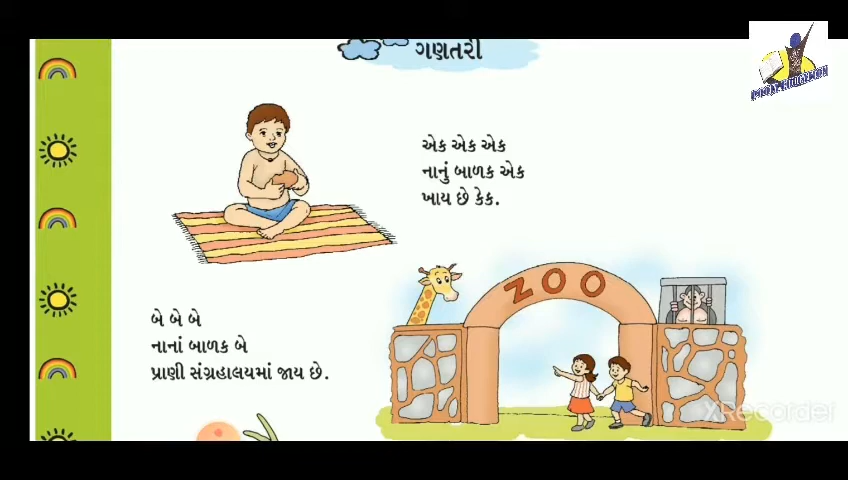 ગણતરી
એક એક એક
નાનું બાળક એક
ખાય છે કેક.
ZOO
બે બે બે
નાનાં બાળક બે
પ્રાણી સંગ્રહાલયમાં જાય છે.
XRecorder